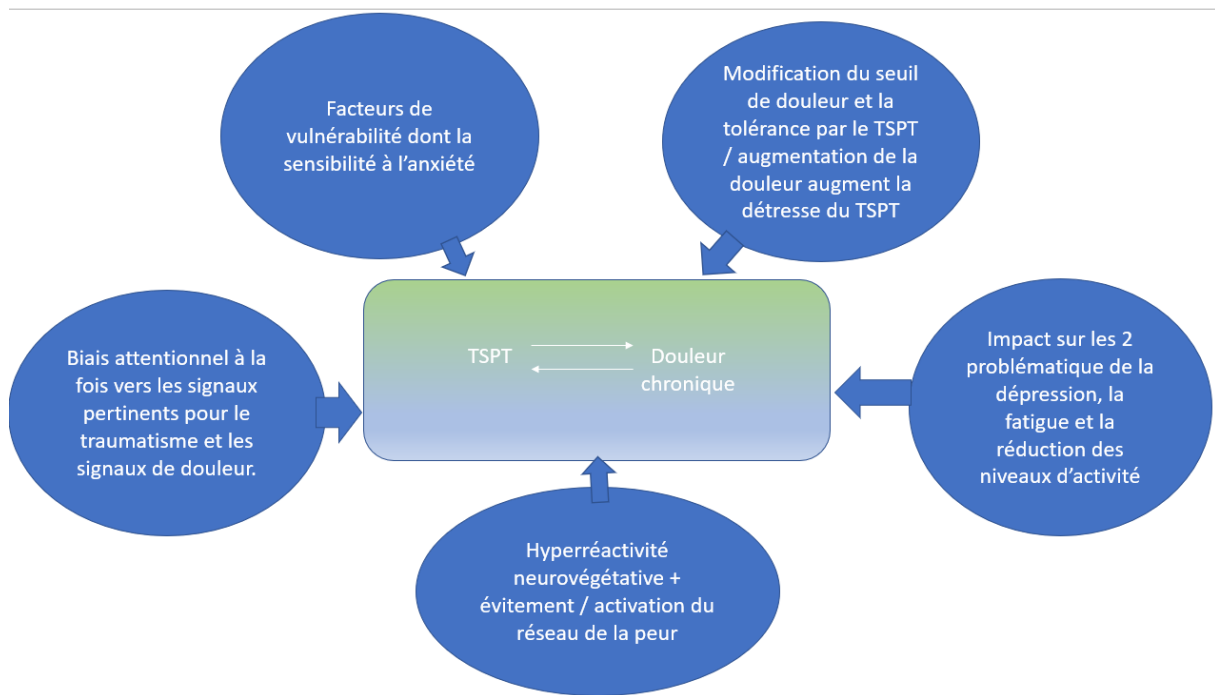 Facteurs de
vulnérabilité dont la
sensibilité à l'anxiété
Modification du seuil
de douleur et la
tolérance par le TSPT
/ augmentation de la
douleur augment la
détresse du TSPT
Biais attentionnel à la
fois vers les signaux
pertinents pour le
traumatisme et les
signaux de douleur.
TSPT
Douleur
chronique
Impact sur les 2
problématique de la
dépression, la
fatigue et la
réduction des
niveaux d'activité
Hyperréactivité
neurovégétative +
évitement / activation du
réseau de la peur